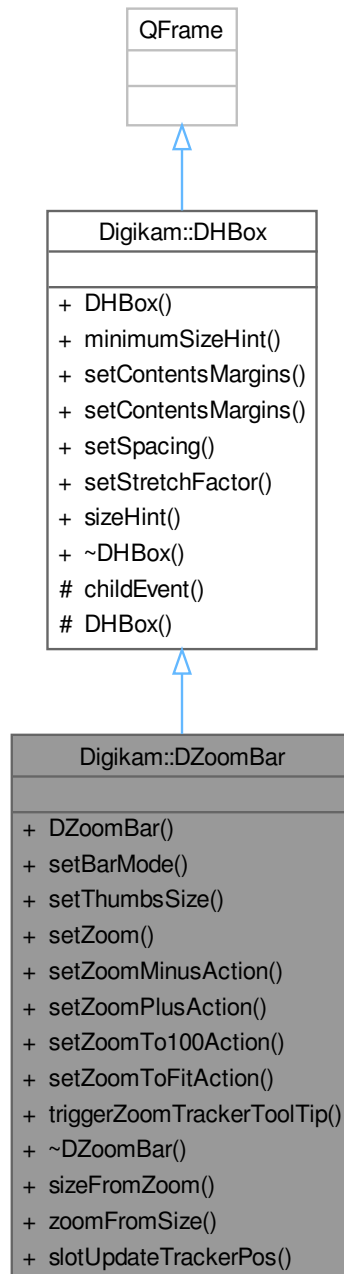 QFrame
Digikam::DHBox
+ DHBox()
+ minimumSizeHint()
+ setContentsMargins()
+ setContentsMargins()
+ setSpacing()
+ setStretchFactor()
+ sizeHint()
+ ~DHBox()
# childEvent()
# DHBox()
Digikam::DZoomBar
+ DZoomBar()
+ setBarMode()
+ setThumbsSize()
+ setZoom()
+ setZoomMinusAction()
+ setZoomPlusAction()
+ setZoomTo100Action()
+ setZoomToFitAction()
+ triggerZoomTrackerToolTip()
+ ~DZoomBar()
+ sizeFromZoom()
+ zoomFromSize()
+ slotUpdateTrackerPos()